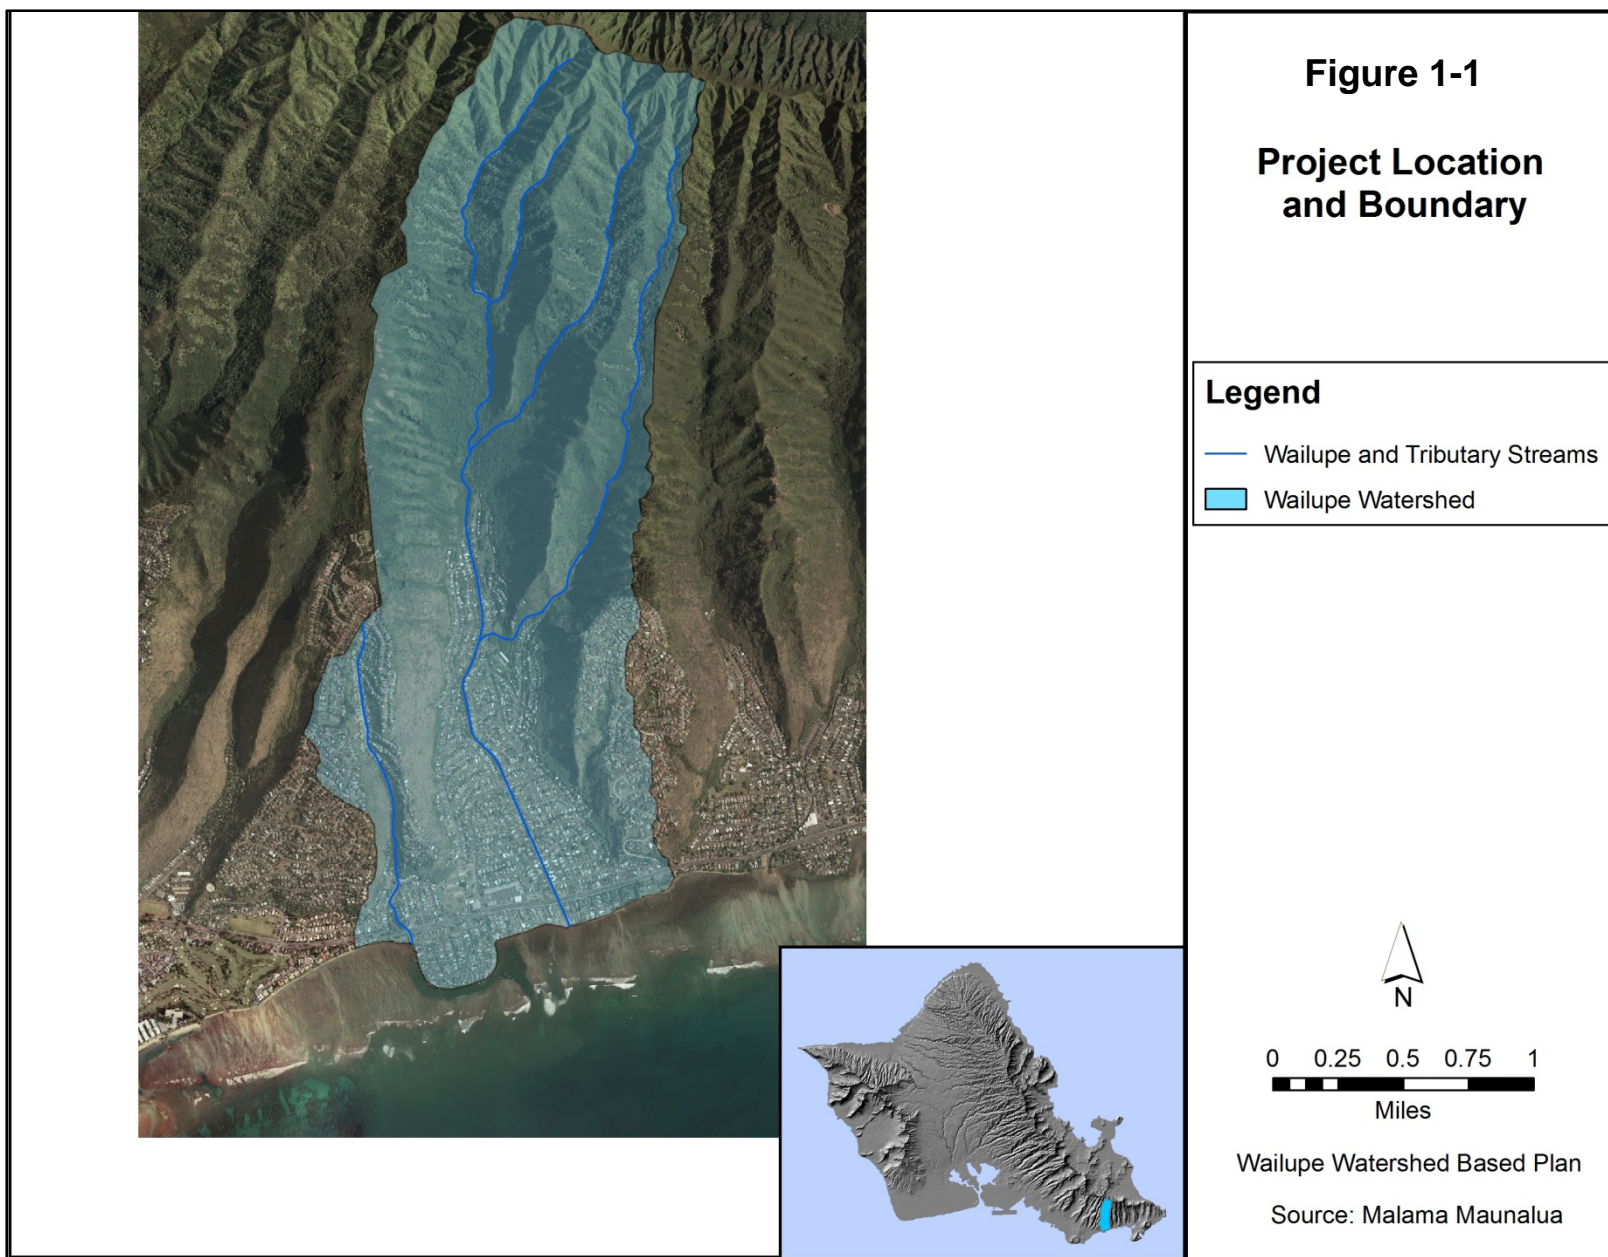 Figure 1-1
Project Location
and Boundary
Legend
Wailupe and Tributary Streams
Wailupe Watershed
N
0 0.25 0.5 0.75 1
Miles
Wailupe Watershed Based Plan
Source: Malama Maunalua